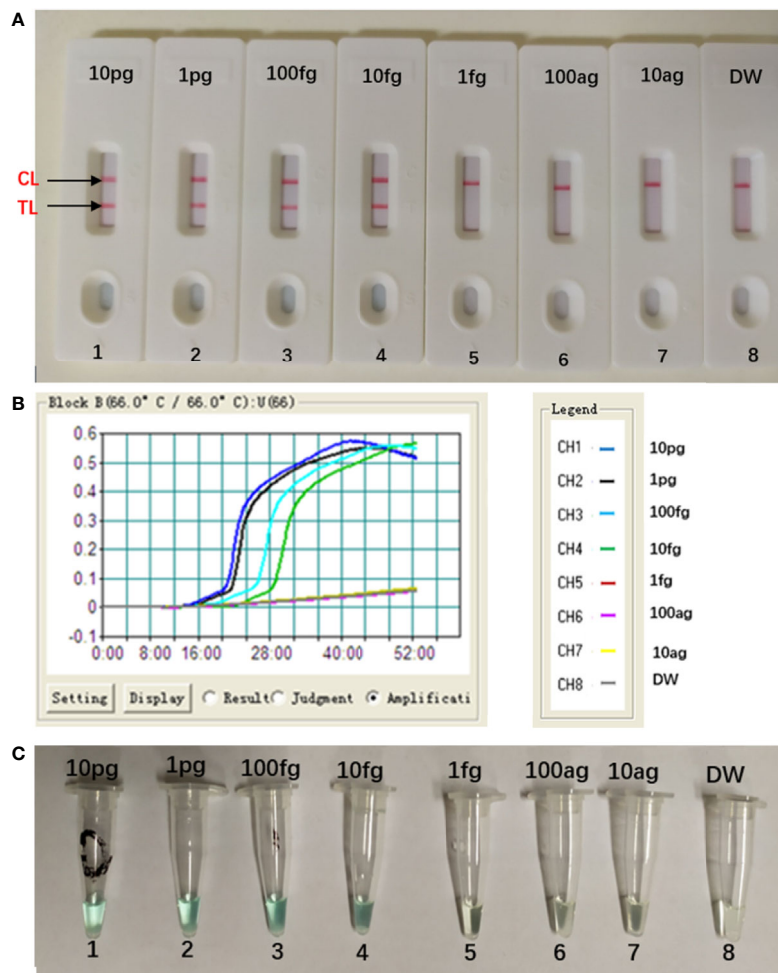 A
10pg 1pg 100fg 10fg 1fg 100ag 10ag DW
CL
TL
1 2 3 4 5 6 7 8
B
Block B(66.0° C / 66.0° C):U(66)
0.6
0.5
0.4
0.3
0.2
0.1
0
-0.1
0:00 8:00 16:00 28:00 40:00 52:00
Setting Display Result Judgment Amplificati
Legend
CH1 10pg
CH2 1pg
CH3 100fg
CH4 10fg
CH5 1fg
CH6 100ag
CH7 10ag
CH8 DW
C
10pg 1pg 100fg 10fg 1fg 100ag 10ag DW
1 2 3 4 5 6 7 8